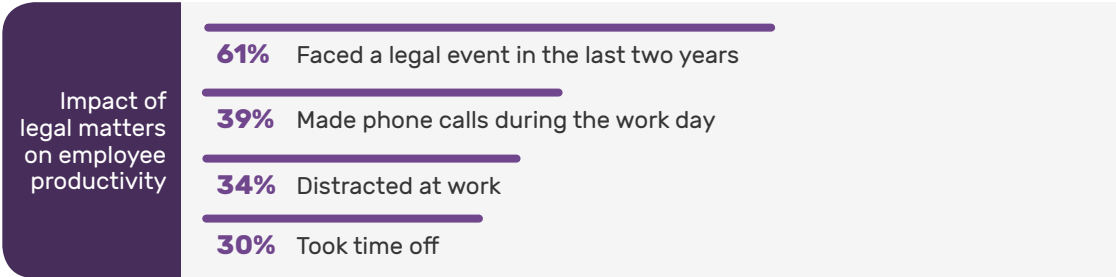 Impact of
legal matters
on employee
productivity
61% Faced a legal event in the last two years
39% Made phone calls during the work day
34% Distracted at work
30% Took time off